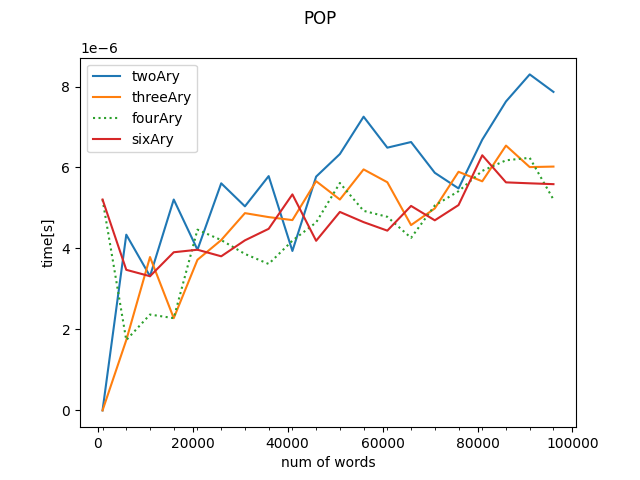 POP
1e−6
twoAry
threeAry
fourAry
sixAry
8
6
4
2
0
time[s]
0 20000 40000 60000 80000 100000
num of words